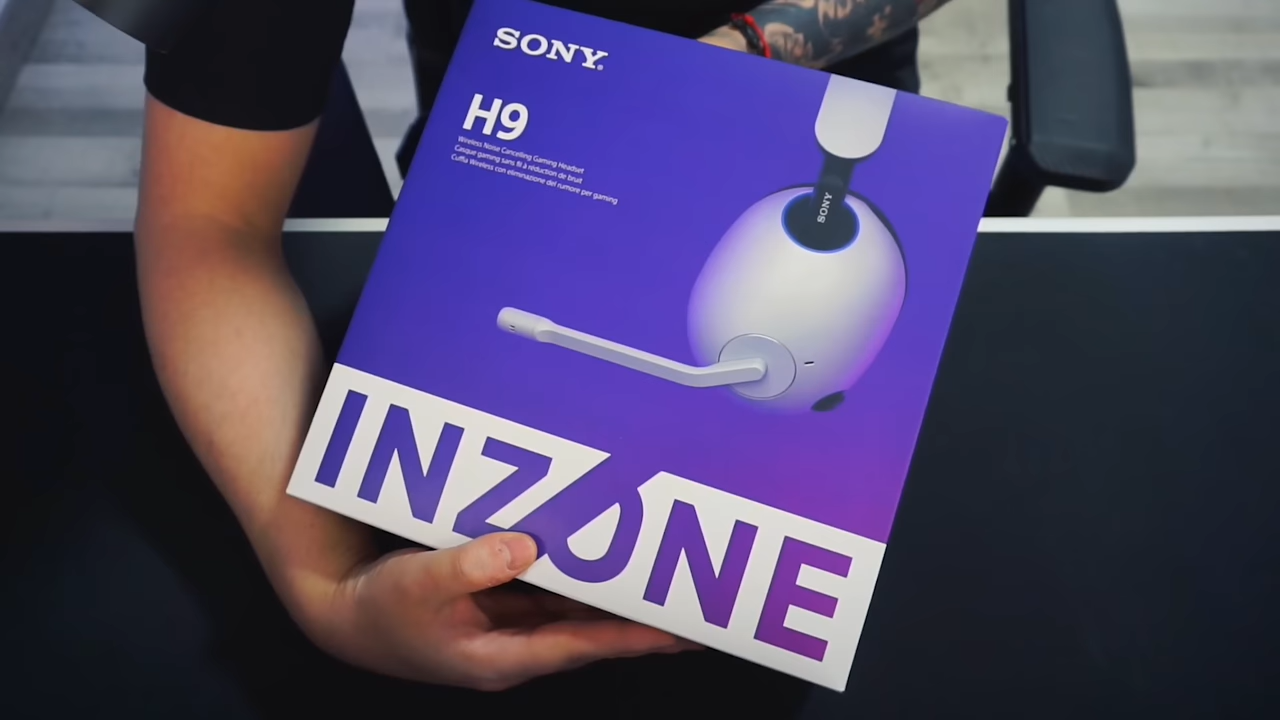 SONY
H9
Wireless Noise Cancelling Gaming Headset
Casque gaming sans fil à réduction de bruit
Cuffia Wireless con eliminazione del rumore per gaming
SONY
INZONE